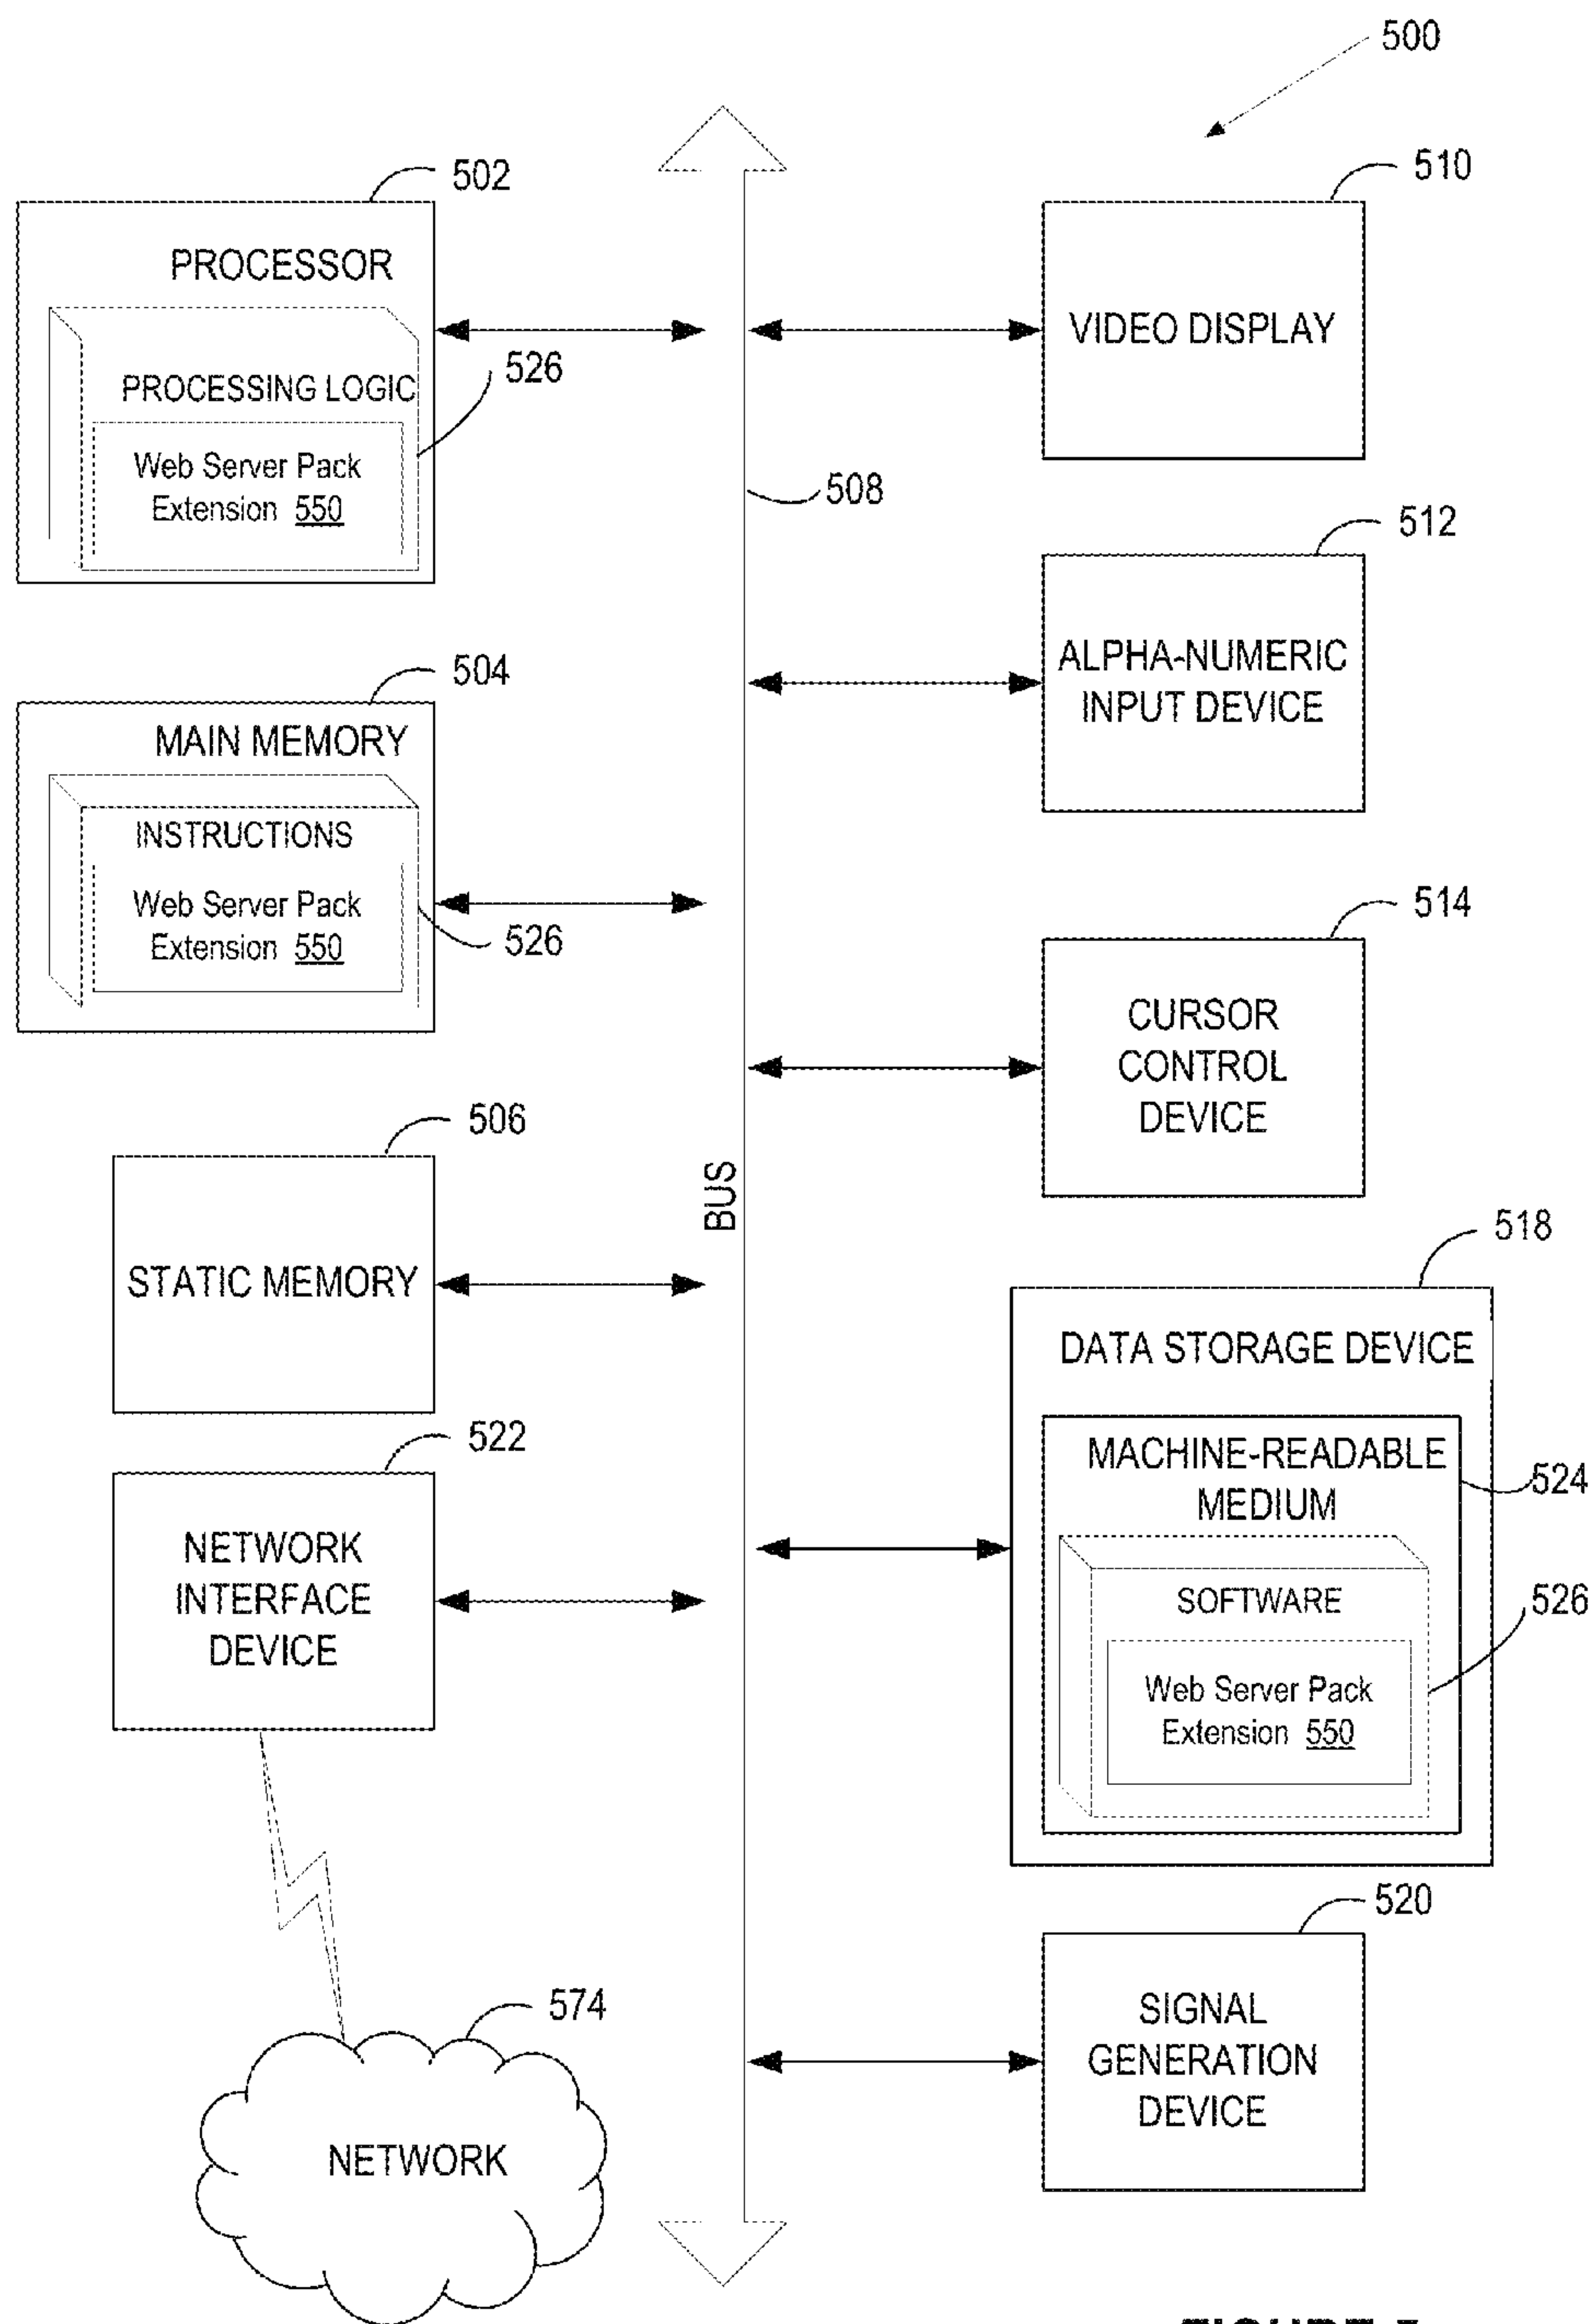 500
502
PROCESSOR
PROCESSING LOGIC
526
Web Server Pack
Extension 550
504
MAIN MEMORY
INSTRUCTIONS
Web Server Pack
Extension 550
526
506
STATIC MEMORY
522
NETWORK
INTERFACE
DEVICE
574
NETWORK
BUS
508
510
VIDEO DISPLAY
512
ALPHA-NUMERIC
INPUT DEVICE
514
CURSOR
CONTROL
DEVICE
518
DATA STORAGE DEVICE
MACHINE-READABLE
MEDIUM
524
SOFTWARE
526
Web Server Pack
Extension 550
520
SIGNAL
GENERATION
DEVICE